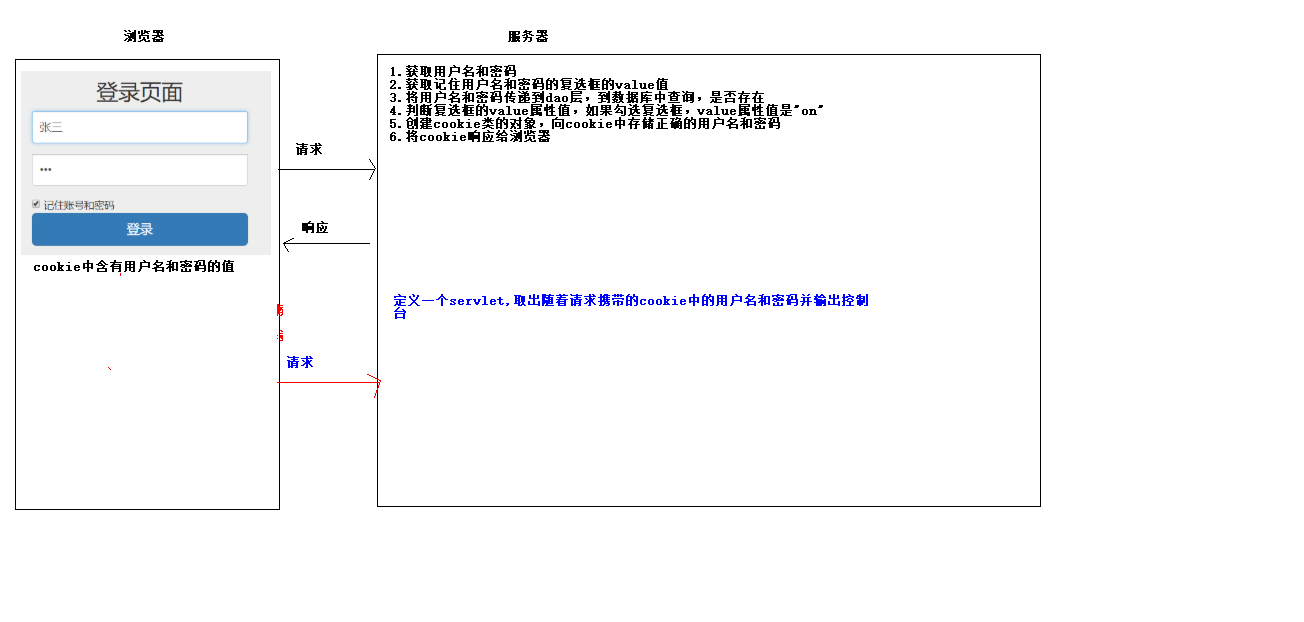 浏览器
服务器
登录页面
张三
•••
记住账号和密码
登录
cookie中含有用户名和密码的值
请求
响应
请求
1.获取用户名和密码
2.获取记住用户名和密码的复选框的value值
3.将用户名和密码传递到dao层，到数据库中查询，是否存在
4.判断复选框的value属性值，如果勾选复选框，value属性值是"on"
5.创建cookie类的对象，向cookie中存储正确的用户名和密码
6.将cookie响应给浏览器
定义一个servlet,取出随着请求携带的cookie中的用户名和密码并输出控制
台